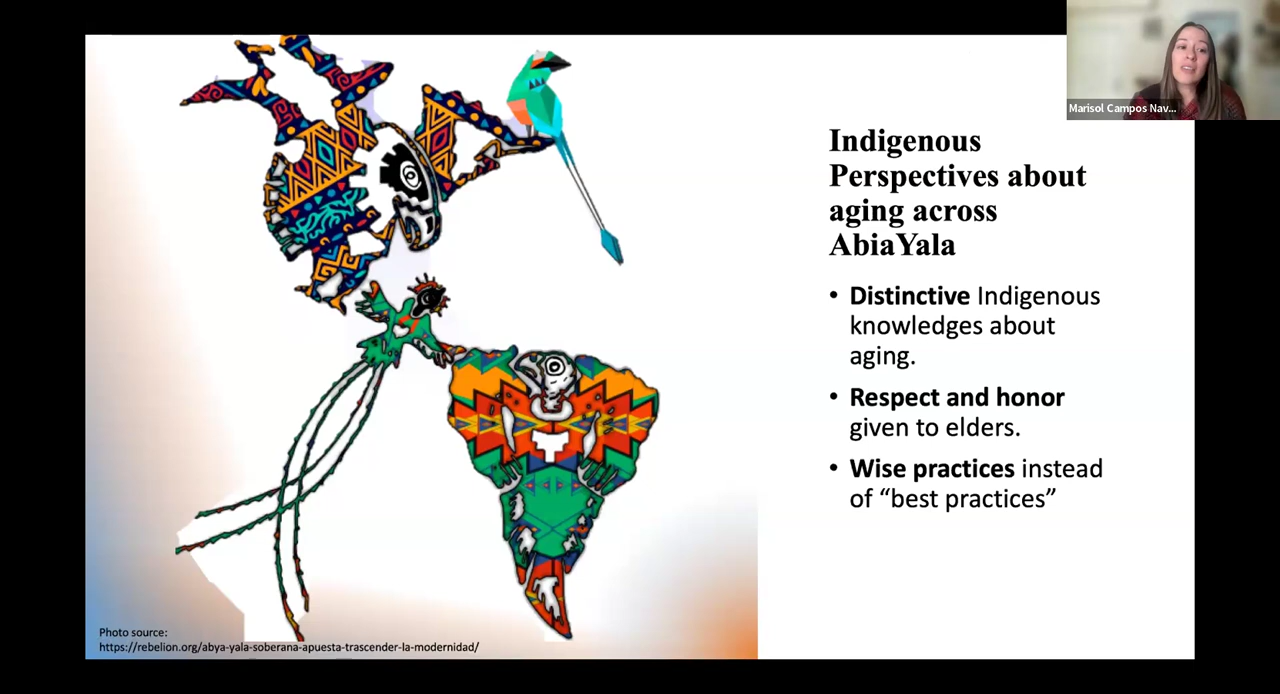 Marisol Campos Nav...
Indigenous
Perspectives about
aging across
AbiaYala
• Distinctive Indigenous
knowledges about
aging.
• Respect and honor
given to elders.
• Wise practices instead
of “best practices”
Photo source:
https://rebelion.org/abya-yala-soberana-apuesta-trascender-la-modernidad/